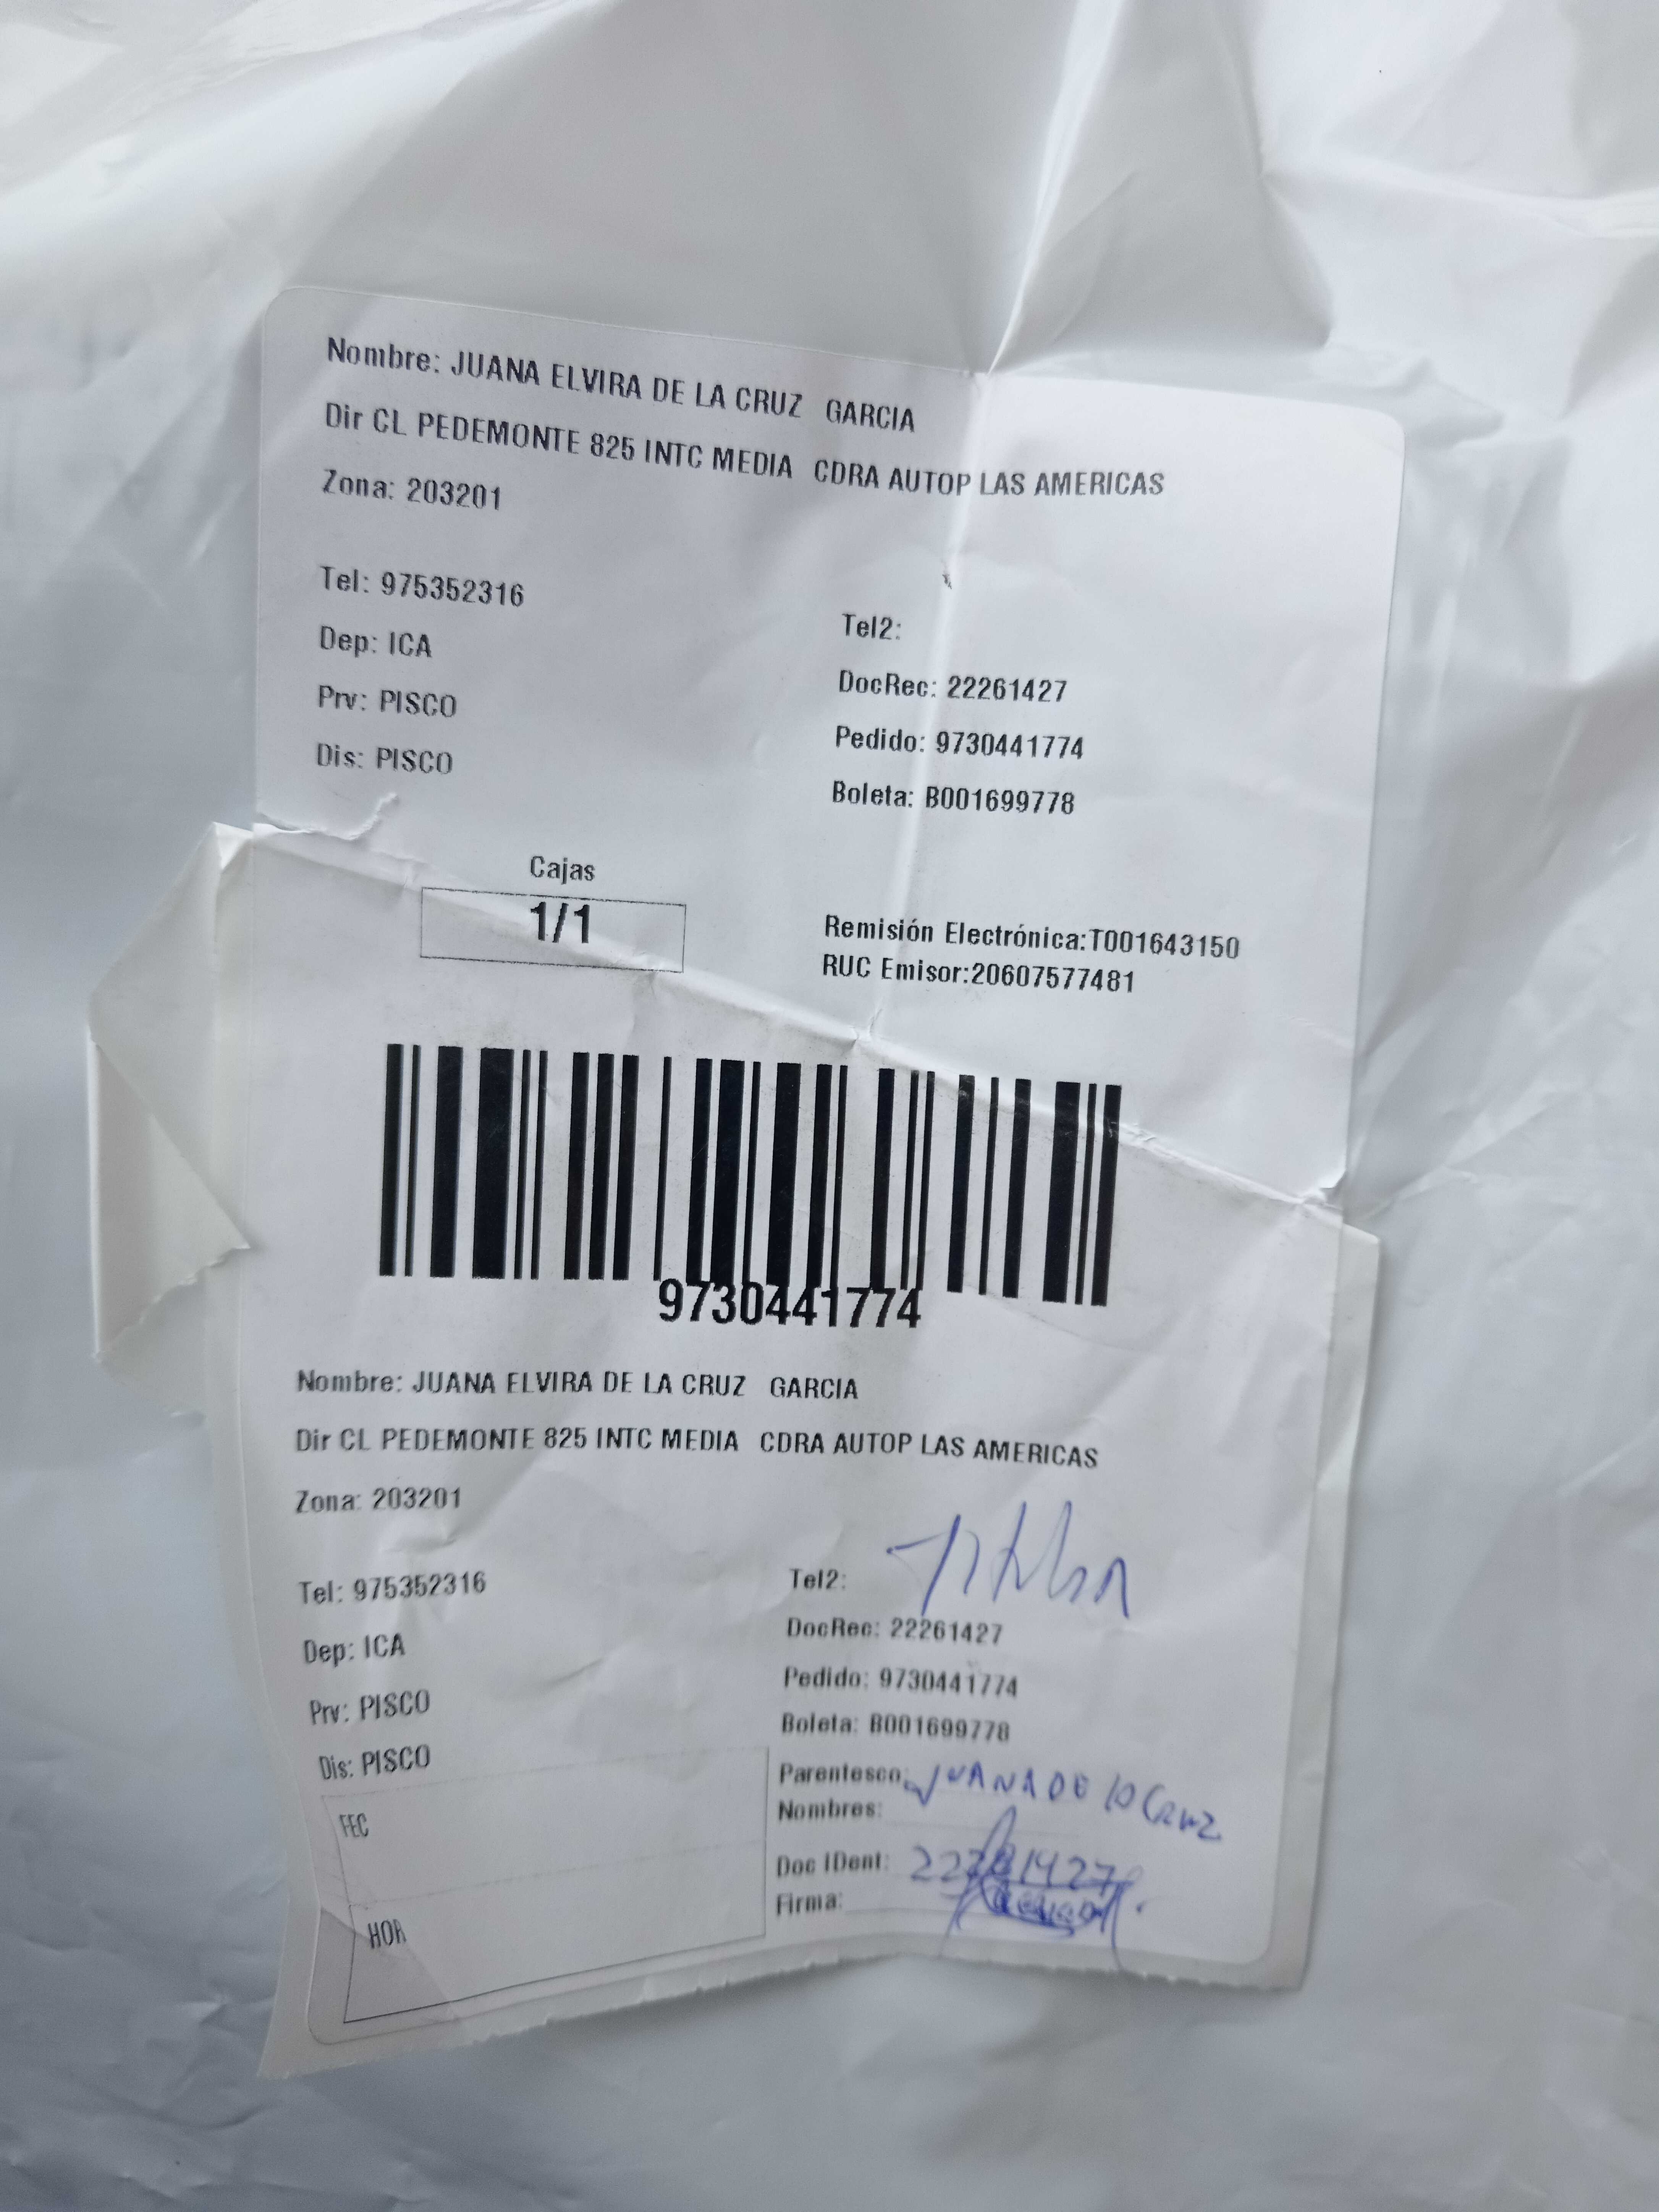 Nombre: JUANA ELVIRA DE LA CRUZ GARCIA
Dir CL PEDEMONTE 825 INTC MEDIA CDRA AUTOP LAS AMERICAS
Zona: 203201
Tel: 975352316
Tel2:
Dep: ICA
DocRec: 22261427
Prv: PISCO
Pedido: 9730441774
Dis: PISCO
Boleta: B001699778
Cajas
1/1
Remisión Electrónica:T001643150
RUC Emisor:20607577481
9730441774
Nombre: JUANA ELVIRA DE LA CRUZ GARCIA
Dir CL PEDEMONTE 825 INTC MEDIA CDRA AUTOP LAS AMERICAS
Zona: 203201
Tel: 975352316
Tel2:
Dep: ICA
DocRec: 22261427
Prv: PISCO
Pedido: 9730441774
Dis: PISCO
Boleta: B001699778
Parentesco: JUANA DE LO CRUZ
Nombres:
FEC
Doc IDent: 22261427
Firma:
HOR